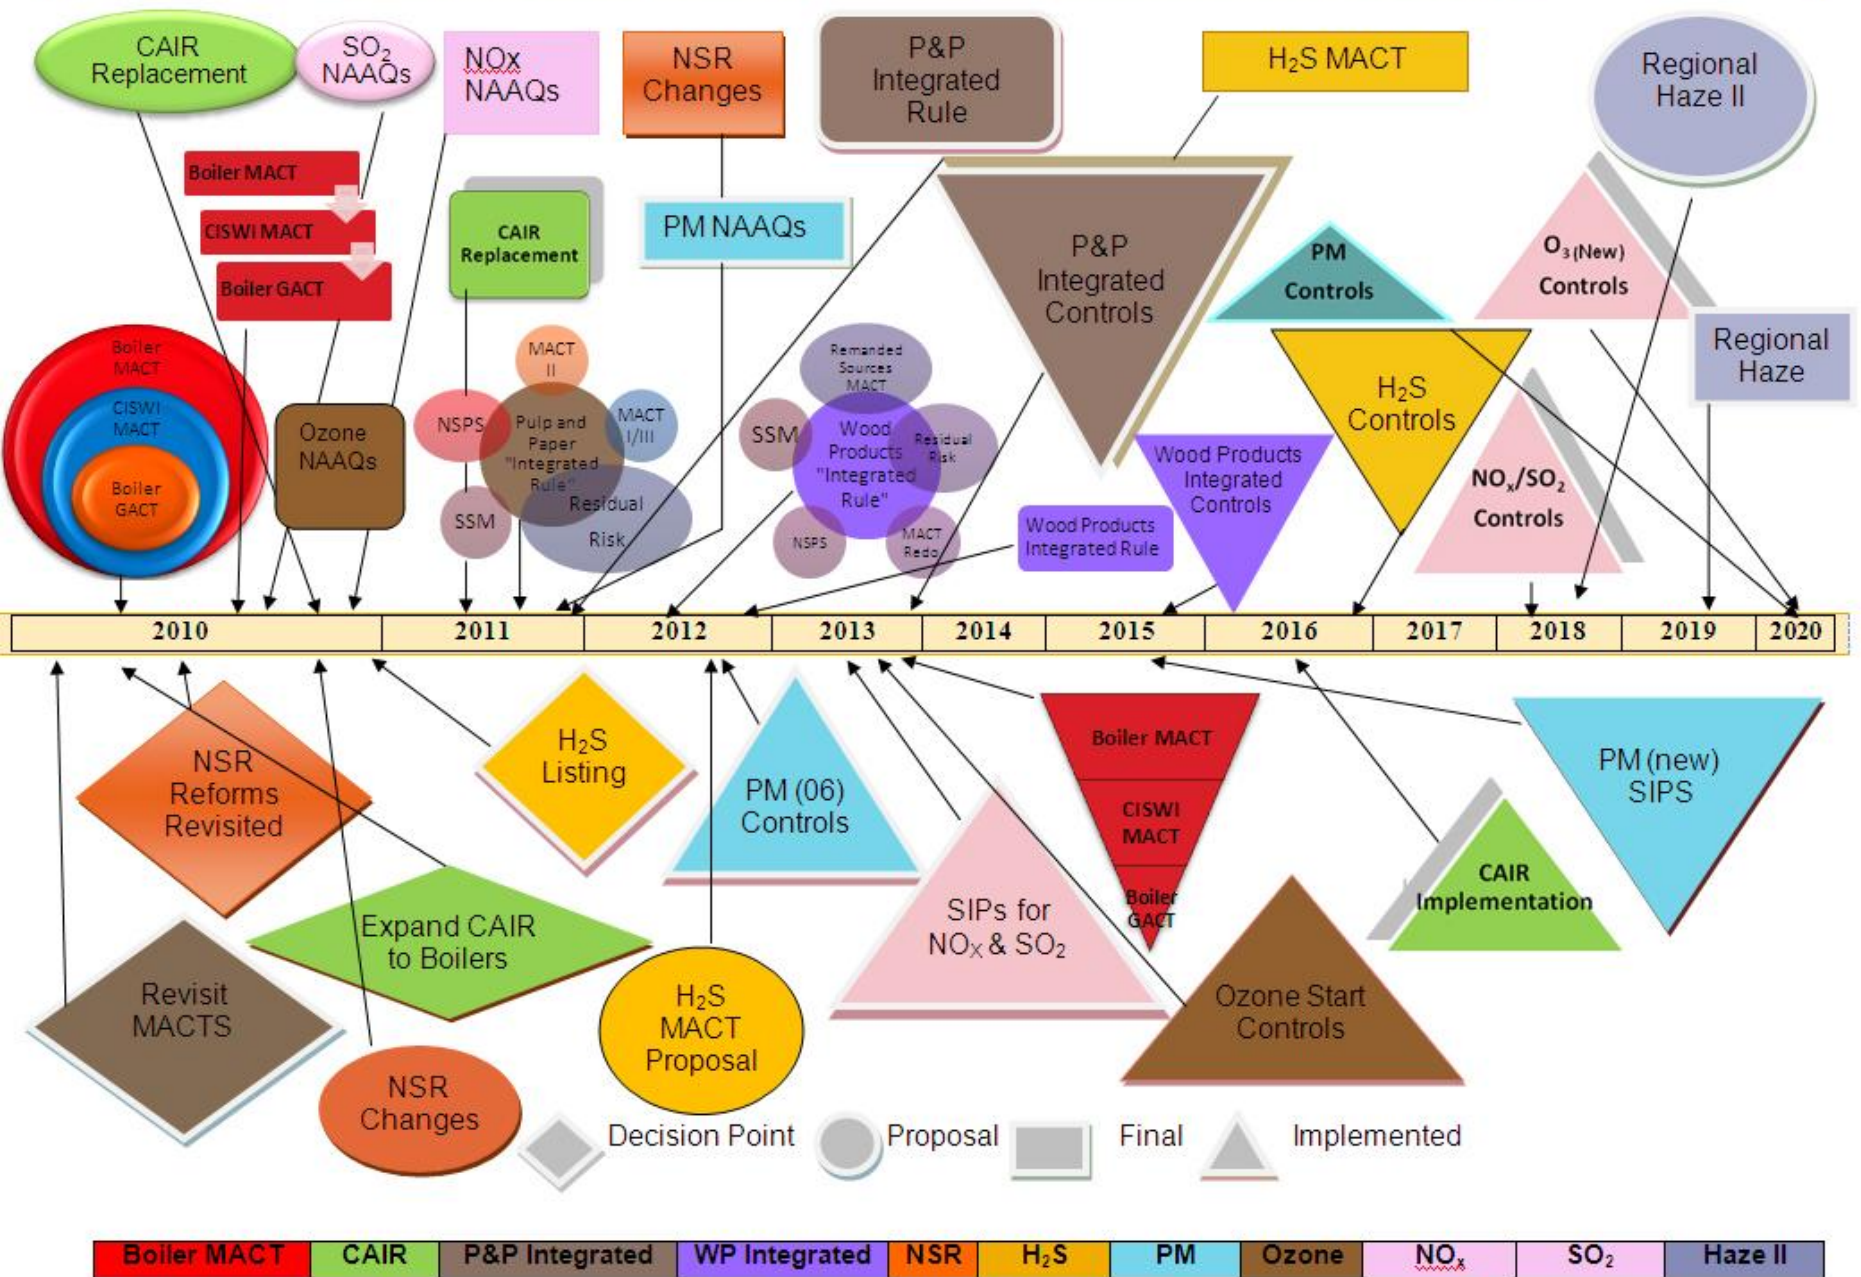 CAIR
Replacement
SO₂
NAAQs
NOx
NAAQs
NSR
Changes
P&P
Integrated
Rule
H₂S MACT
Regional
Haze II
Boiler MACT
CISWI MACT
Boiler GACT
CAIR
Replacement
PM NAAQs
P&P
Integrated
Controls
PM
Controls
O₃ (New)
Controls
Regional
Haze
Boiler
MACT
CISWI
MACT
Boiler
GACT
Ozone
NAAQs
MACT
II
NSPS
Pulp and
Paper
"Integrated
Rule"
MACT
I/III
SSM
Residual
Risk
Remanded
Sources
MACT
SSM
Wood
Products
"Integrated
Rule"
Residual
Risk
NSPS
MACT
Redo
Wood Products
Integrated Rule
Wood Products
Integrated
Controls
H₂S
Controls
NOₓ/SO₂
Controls
2010 2011 2012 2013 2014 2015 2016 2017 2018 2019 2020
NSR
Reforms
Revisited
H₂S
Listing
PM (06)
Controls
Boiler MACT
CISWI
MACT
Boiler
GACT
PM (new)
SIPS
CAIR
Implementation
Expand CAIR
to Boilers
SIPs for
NOₓ & SO₂
Revisit
MACTS
H₂S
MACT
Proposal
Ozone Start
Controls
NSR
Changes
Decision Point Proposal Final Implemented
Boiler MACT CAIR P&P Integrated WP Integrated NSR H₂S PM Ozone NOₓ SO₂ Haze II